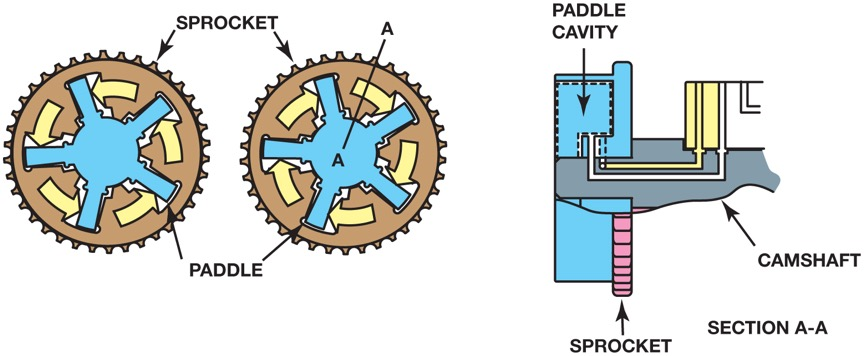 SPROCKET
A
A
PADDLE
PADDLE
CAVITY
CAMSHAFT
SPROCKET
SECTION A-A